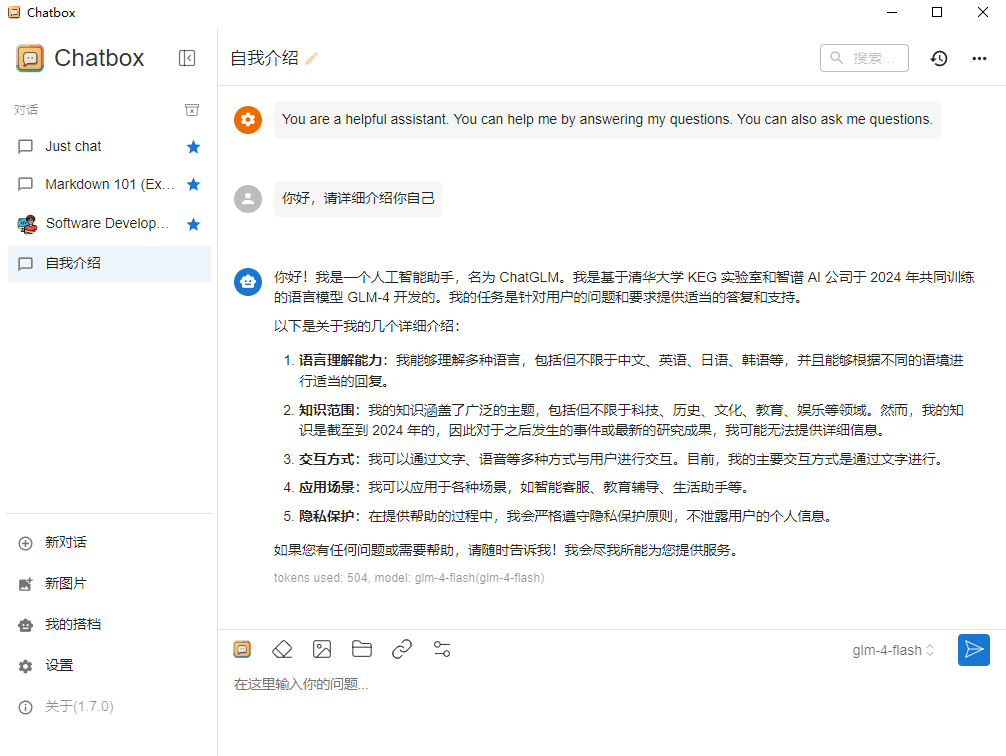 Chatbox
Chatbox
自我介绍
搜索...
对话
Just chat
Markdown 101 (Ex...
Software Develop...
自我介绍
You are a helpful assistant. You can help me by answering my questions. You can also ask me questions.
你好，请详细介绍你自己
你好！我是一个人工智能助手，名为 ChatGLM。我是基于清华大学 KEG 实验室和智谱 AI 公司于 2024 年共同训练
的语言模型 GLM-4 开发的。我的任务是针对用户的问题和要求提供适当的答复和支持。
以下是关于我的几个详细介绍：
1. 语言理解能力：我能够理解多种语言，包括但不限于中文、英语、日语、韩语等，并且能够根据不同的语境进
行适当的回复。
2. 知识范围：我的知识涵盖了广泛的主题，包括但不限于科技、历史、文化、教育、娱乐等领域。然而，我的知
识是截至到 2024 年的，因此对于之后发生的事件或最新的研究成果，我可能无法提供详细信息。
3. 交互方式：我可以通过文字、语音等多种方式与用户进行交互。目前，我的主要交互方式是通过文字进行。
4. 应用场景：我可以应用于各种场景，如智能客服、教育辅导、生活助手等。
5. 隐私保护：在提供帮助的过程中，我会严格遵守隐私保护原则，不泄露用户的个人信息。
如果您有任何问题或需要帮助，请随时告诉我！我会尽我所能为您提供服务。
tokens used: 504, model: glm-4-flash(glm-4-flash)
新对话
新图片
我的搭档
设置
关于(1.7.0)
glm-4-flash
在这里输入你的问题...